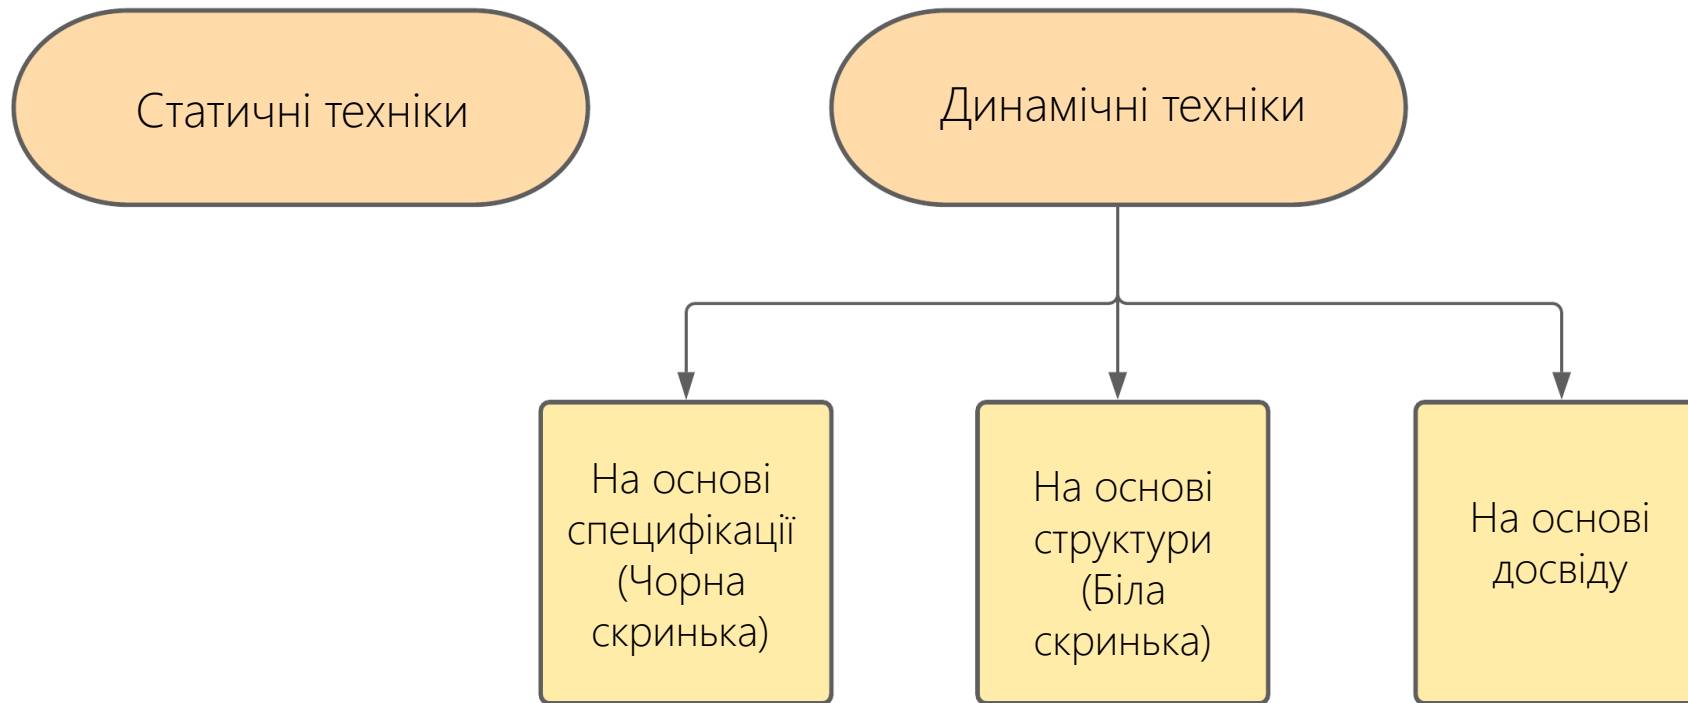 Статичні техніки
Динамічні техніки
На основі
специфікації
(Чорна
скринька)
На основі
структури
(Біла
скринька)
На основі
досвіду